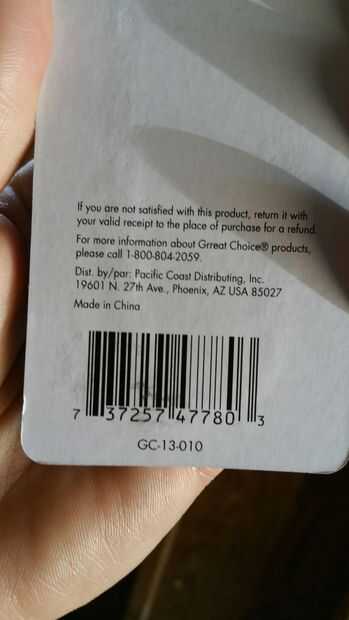 If you are not satisfied with this product, return it with
your valid receipt to the place of purchase for a refund.
For more information about Grreat Choice® products,
please call 1-800-804-2059.
Dist. by/par: Pacific Coast Distributing, Inc.
19601 N. 27th Ave., Phoenix, AZ USA 85027
Made in China
7 37257 47780 3
GC-13-010